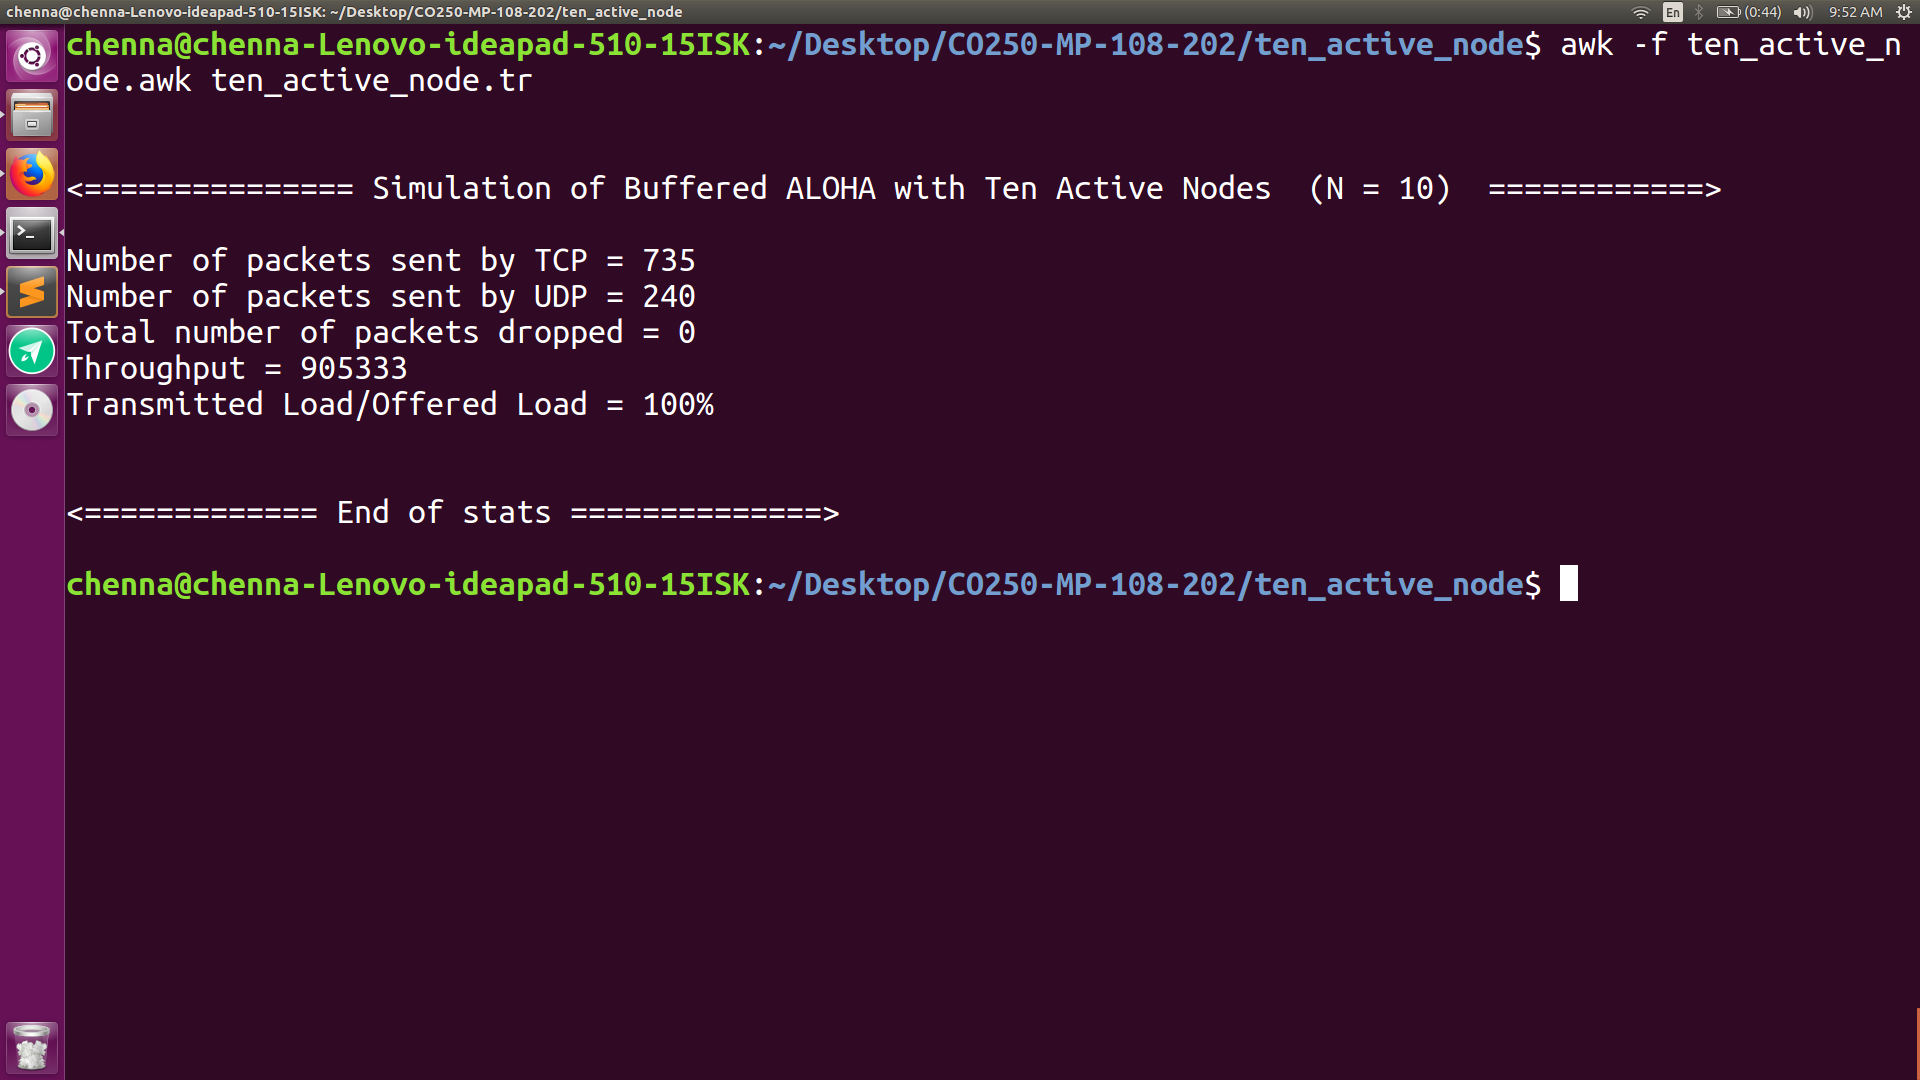 chenna@chenna-Lenovo-ideapad-510-15ISK: ~/Desktop/CO250-MP-108-202/ten_active_node
En
(0:44)
9:52 AM
chenna@chenna-Lenovo-ideapad-510-15ISK:~/Desktop/CO250-MP-108-202/ten_active_node$ awk -f ten_active_n
ode.awk ten_active_node.tr
<=============== Simulation of Buffered ALOHA with Ten Active Nodes  (N = 10)  ============>
Number of packets sent by TCP = 735
Number of packets sent by UDP = 240
Total number of packets dropped = 0
Throughput = 905333
Transmitted Load/Offered Load = 100%
<============= End of stats ==============>
chenna@chenna-Lenovo-ideapad-510-15ISK:~/Desktop/CO250-MP-108-202/ten_active_node$